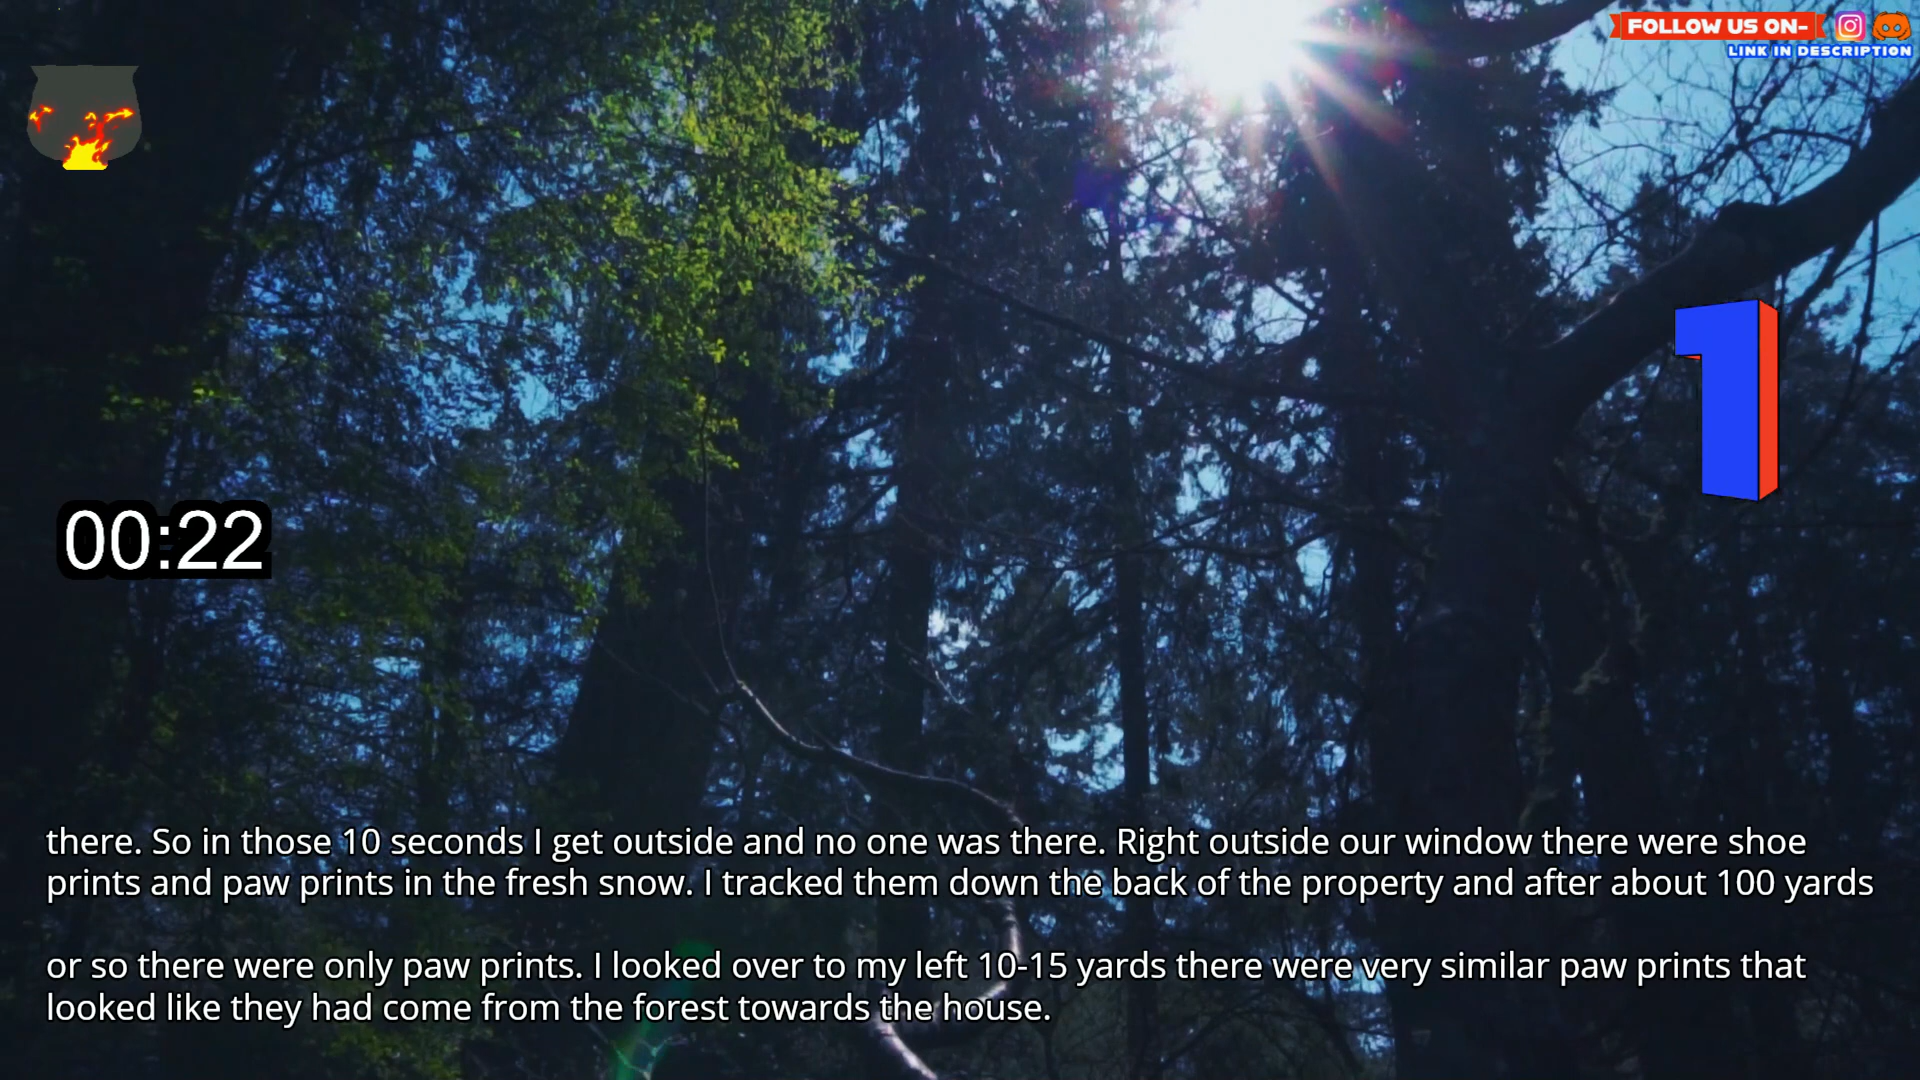 FOLLOW US ON-
LINK IN DESCRIPTION
1
00:22
there. So in those 10 seconds I get outside and no one was there. Right outside our window there were shoe
prints and paw prints in the fresh snow. I tracked them down the back of the property and after about 100 yards
or so there were only paw prints. I looked over to my left 10-15 yards there were very similar paw prints that
looked like they had come from the forest towards the house.